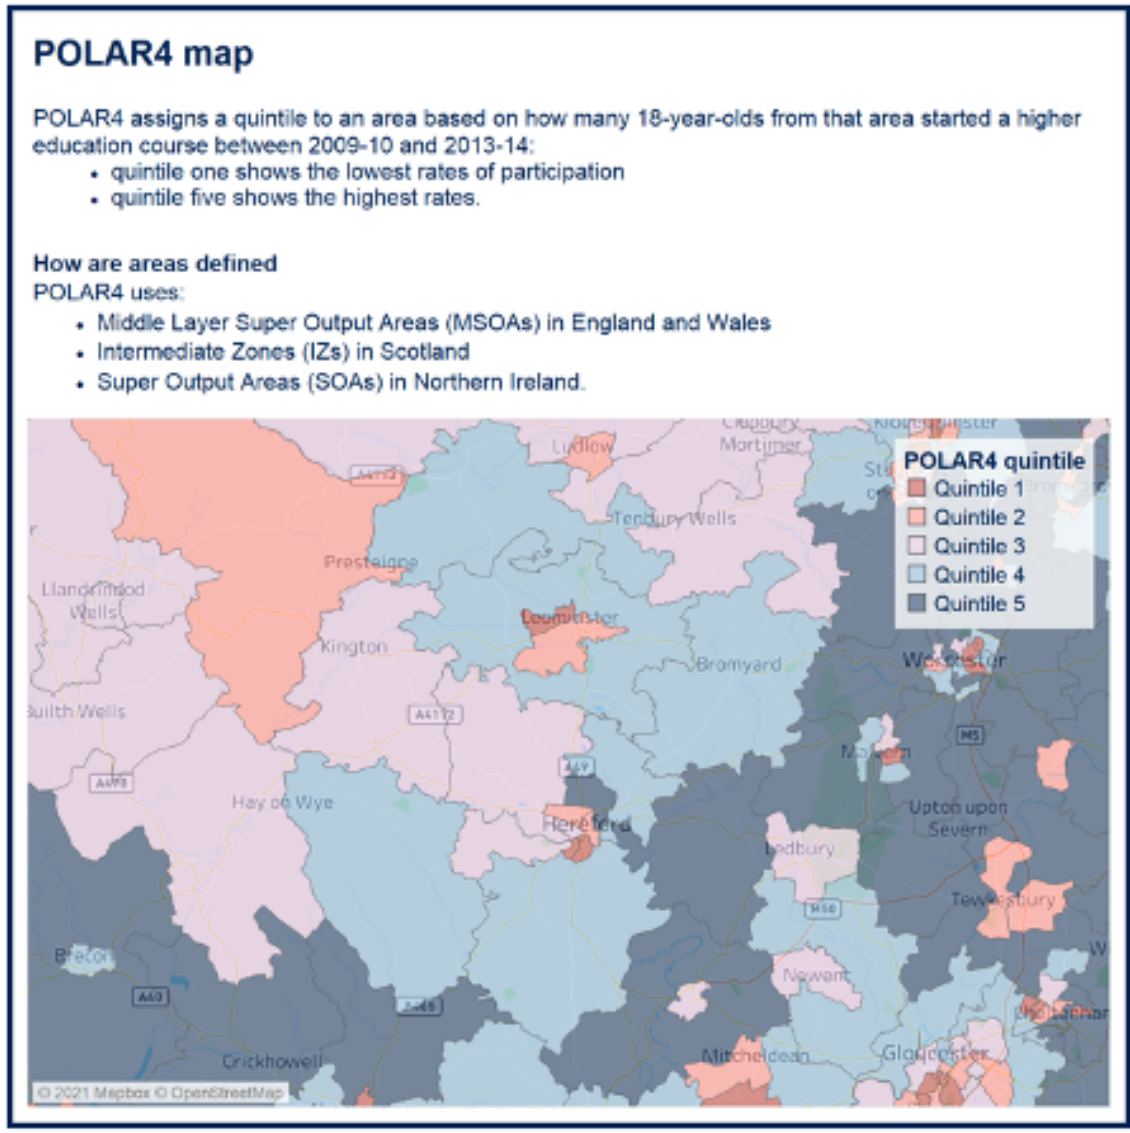 POLAR4 map
POLAR4 assigns a quintile to an area based on how many 18-year-olds from that area started a higher
education course between 2009-10 and 2013-14:
• quintile one shows the lowest rates of participation
• quintile five shows the highest rates.
How are areas defined
POLAR4 uses:
• Middle Layer Super Output Areas (MSOAs) in England and Wales
• Intermediate Zones (IZs) in Scotland
• Super Output Areas (SOAs) in Northern Ireland.
Ludlow
Mortimer
POLAR4 quintile
Quintile 1
Quintile 2
Quintile 3
Quintile 4
Quintile 5
A4113
Tenbury Wells
Presteigne
Llandrindod
Wells
Leominster
Kington
Bromyard
Worcester
Builth Wells
A4112
M5
A49
Malvern
A470
Hay on Wye
Upton upon
Severn
Hereford
Ledbury
Tewkesbury
M50
Brecon
Newent
A40
A465
Crickhowell
Mitcheldean
Gloucester
© 2021 Mapbox © OpenStreetMap